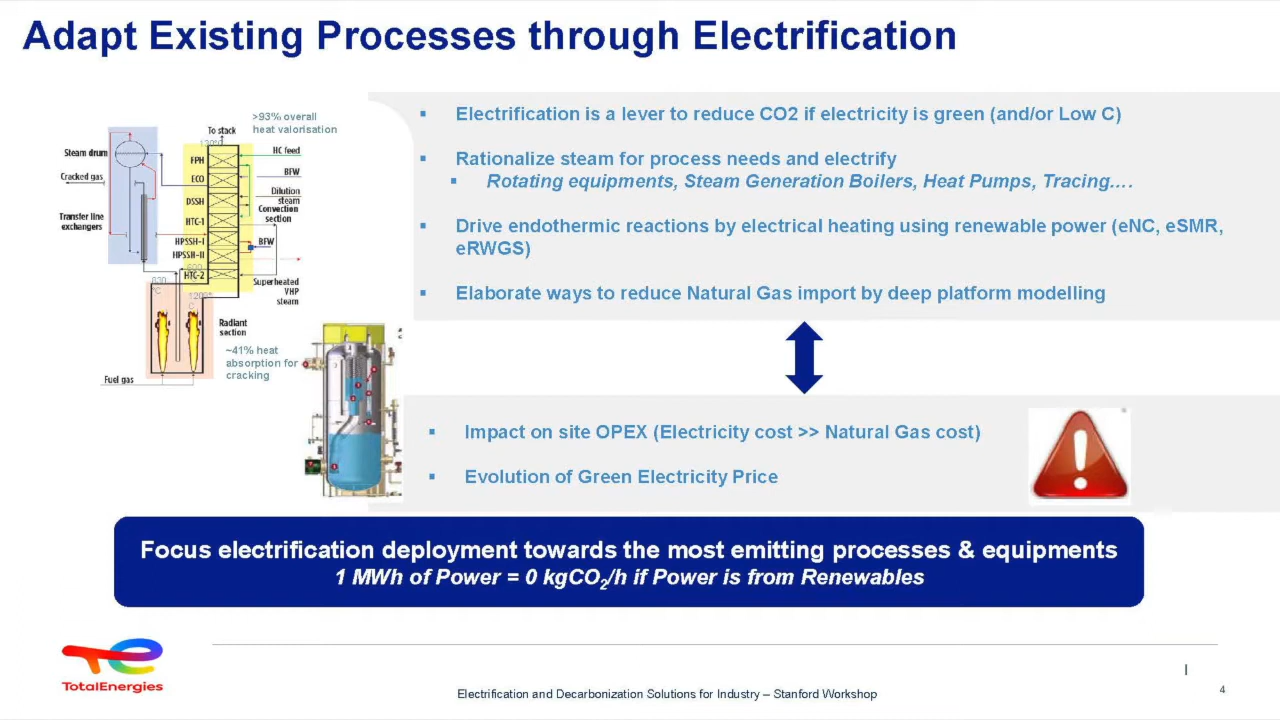 Adapt Existing Processes through Electrification
>93% overall
heat valorisation
To stack
Steam drum
HC feed
FPH
Cracked gas
ECO
BFW
Dilution
steam
DSSH
Convection
section
Transfer line
exchangers
HTC-1
HPSSH-I
BFW
HPSSH-II
HTC-2
Superheated
VHP
steam
Radiant
section
~41% heat
absorption for
cracking
Fuel gas
▪ Electrification is a lever to reduce CO2 if electricity is green (and/or Low C)
▪ Rationalize steam for process needs and electrify
▪ Rotating equipments, Steam Generation Boilers, Heat Pumps, Tracing….
▪ Drive endothermic reactions by electrical heating using renewable power (eNC, eSMR,
eRWGS)
▪ Elaborate ways to reduce Natural Gas import by deep platform modelling
▪ Impact on site OPEX (Electricity cost >> Natural Gas cost)
▪ Evolution of Green Electricity Price
Focus electrification deployment towards the most emitting processes & equipments
1 MWh of Power = 0 kgCO2/h if Power is from Renewables
TotalEnergies
Electrification and Decarbonization Solutions for Industry – Stanford Workshop
4